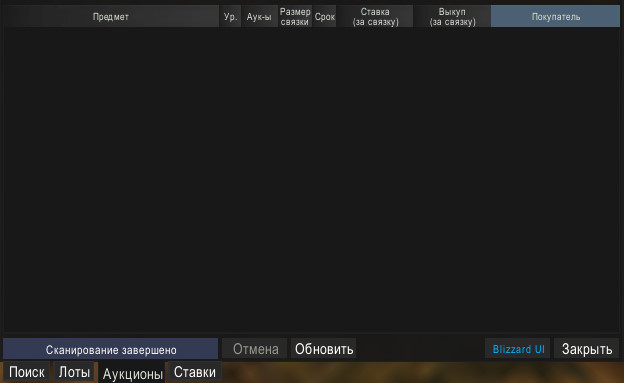 Предмет Ур. Аук-ы Размер связки Срок Ставка (за связку) Выкуп (за связку) Покупатель
Сканирование завершено Отмена Обновить Blizzard UI Закрыть
Поиск Лоты Аукционы Ставки